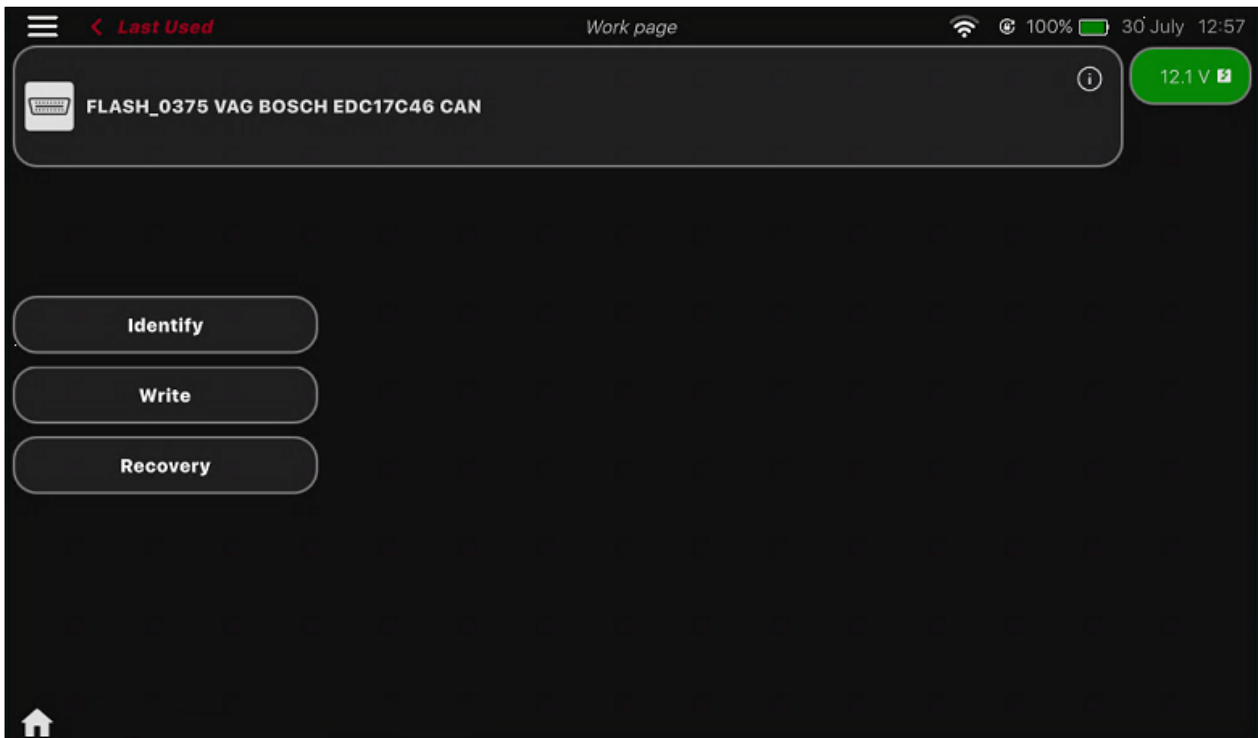 Last Used Work page 100% 30 July 12:57
FLASH_0375 VAG BOSCH EDC17C46 CAN
12.1 V
Identify
Write
Recovery